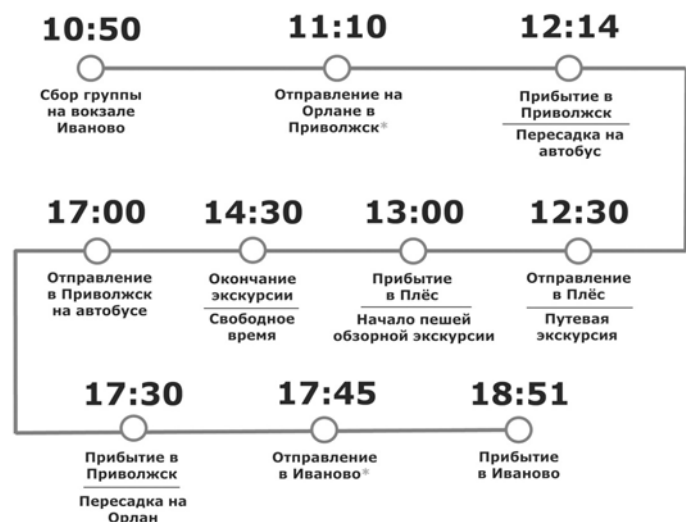 10:50
Сбор группы
на вокзале
Иваново
11:10
Отправление на
Орлане в
Приволжск*
12:14
Прибытие в
Приволжск
Пересадка на
автобус
12:30
Отправление
в Плёс
Путевая
экскурсия
13:00
Прибытие
в Плёс
Начало пешей
обзорной экскурсии
14:30
Окончание
экскурсии
Свободное
время
17:00
Отправление
в Приволжск
на автобусе
17:30
Прибытие в
Приволжск
Пересадка на
Орлан
17:45
Отправление
в Иваново*
18:51
Прибытие
в Иваново